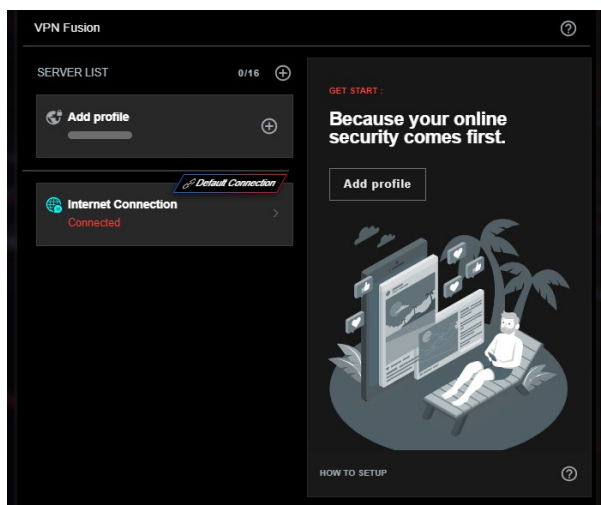 VPN Fusion
SERVER LIST
0/16
Add profile
Default Connection
Internet Connection
Connected
GET START :
Because your online
security comes first.
Add profile
HOW TO SETUP